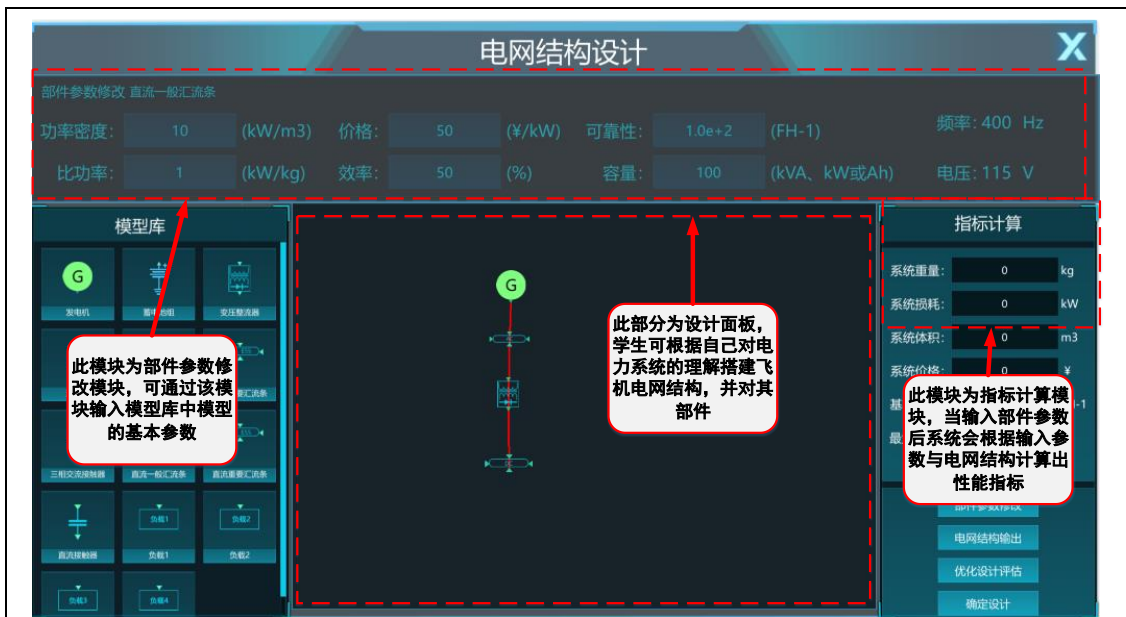 电网结构设计
X
部件参数修改 直流一般汇流条
功率密度: 10 (kW/m3) 价格: 50 (¥/kW) 可靠性: 1.0e+2 (FH-1) 频率:400 Hz
比功率: 1 (kW/kg) 效率: 50 (%) 容量: 100 (kVA、kW或Ah) 电压:115 V
模型库
G
发电机 蓄电池组 变压整流器
要汇流条
三相交流接触器 直流一般汇流条 直流重要汇流条
负载1 负载2
直流接触器 负载1 负载2
负载3 负载4
此模块为部件参数修
改模块，可通过该模
块输入模型库中模型
的基本参数
G
此部分为设计面板，
学生可根据自己对电
力系统的理解搭建飞
机电网结构，并对其
部件
指标计算
系统重量: 0 kg
系统损耗: 0 kW
系统体积: 0 m3
系统价格: 0 ¥
基
最
此模块为指标计算模
块，当输入部件参数
后系统会根据输入参
数与电网结构计算出
性能指标
部件参数修改
电网结构输出
优化设计评估
确定设计